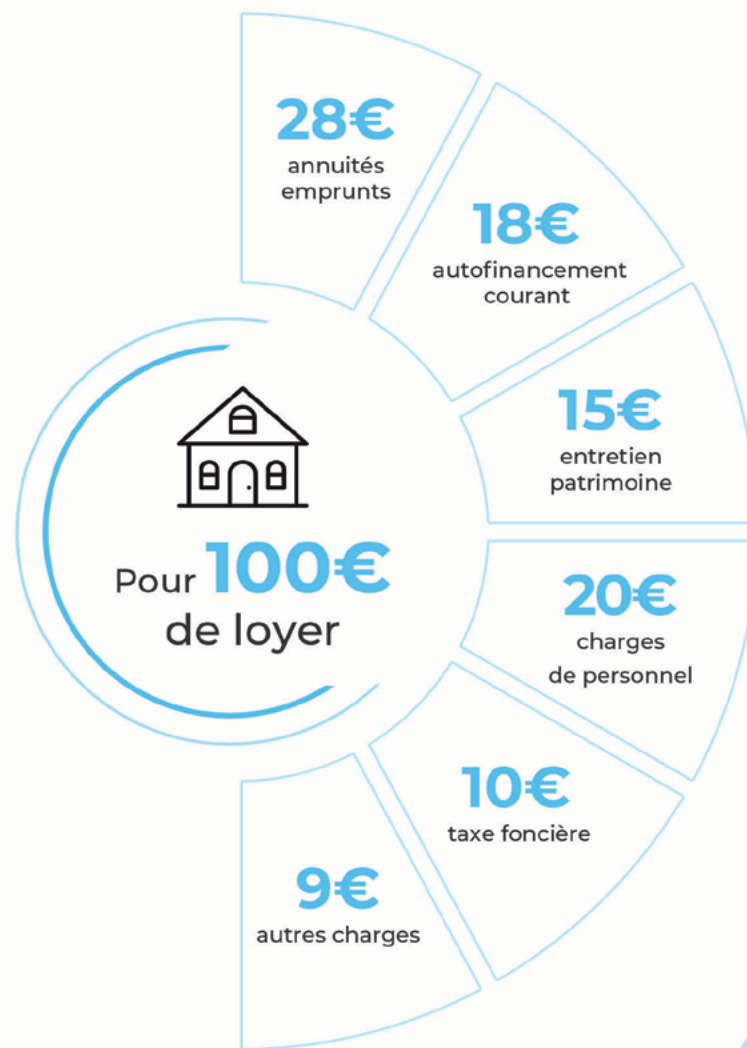 28€
annuités
emprunts
18€
autofinancement
courant
15€
entretien
patrimoine
Pour 100€
de loyer
20€
charges
de personnel
10€
taxe foncière
9€
autres charges